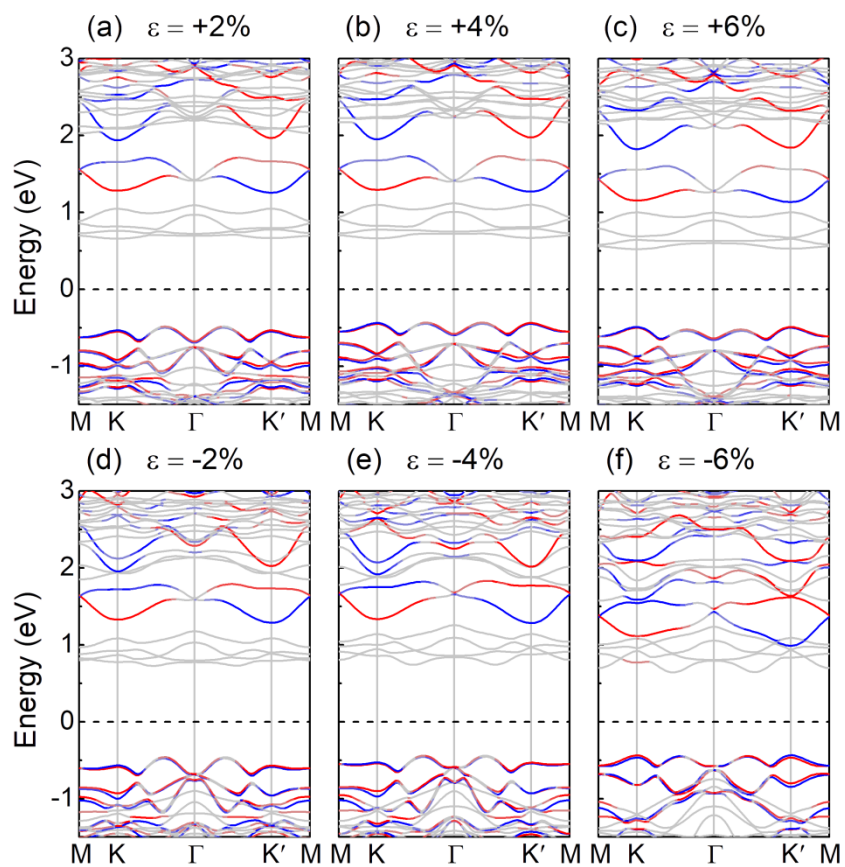 (a) ε = +2%
(b) ε = +4%
(c) ε = +6%
Energy (eV)
3
2
1
0
-1
M K Γ K′ M
M K Γ K′ M
M K Γ K′ M
(d) ε = -2%
(e) ε = -4%
(f) ε = -6%
Energy (eV)
3
2
1
0
-1
M K Γ K′ M
M K Γ K′ M
M K Γ K′ M